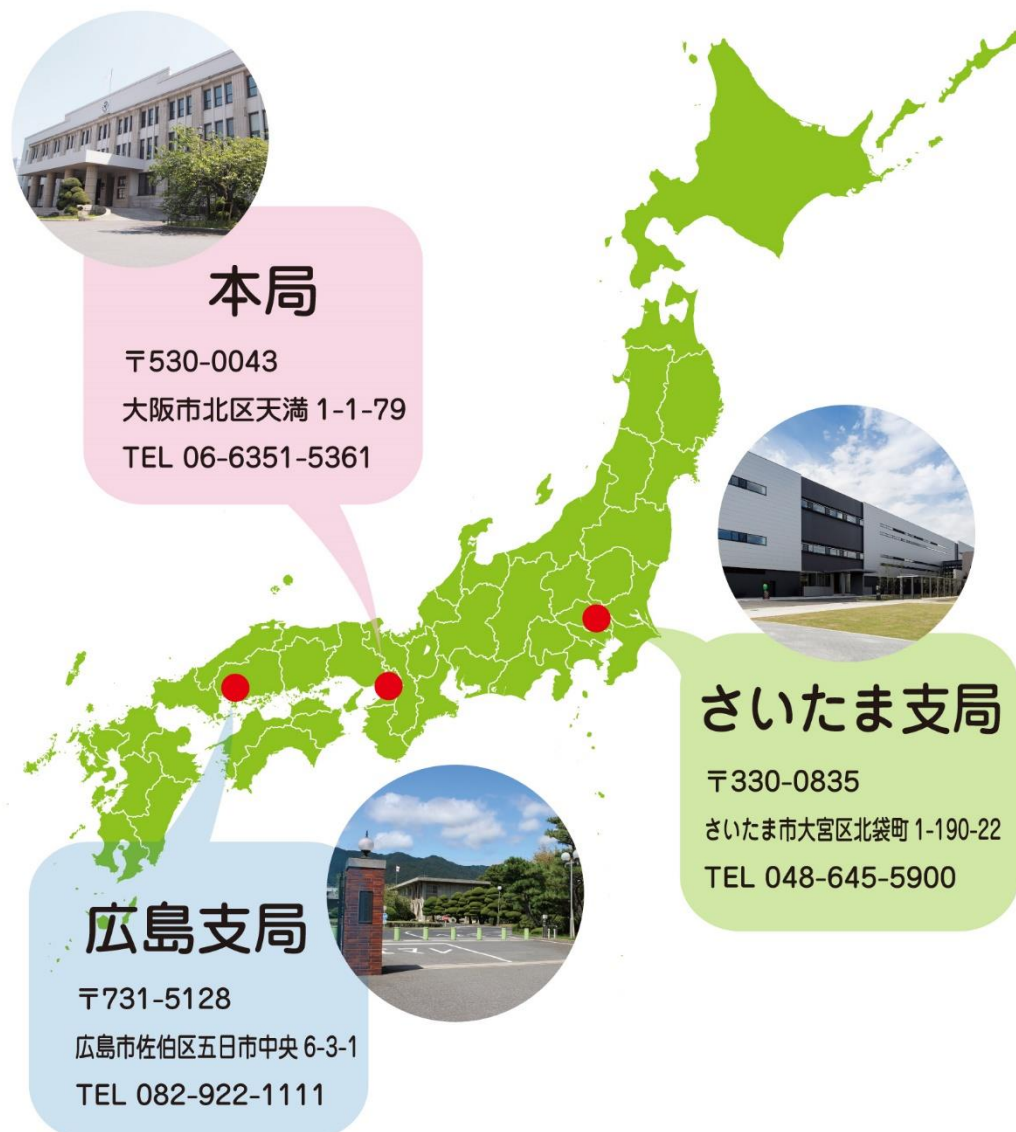 本局
〒530-0043
大阪市北区天満 1-1-79
TEL 06-6351-5361
さいたま支局
〒330-0835
さいたま市大宮区北袋町 1-190-22
TEL 048-645-5900
広島支局
〒731-5128
広島市佐伯区五日市中央 6-3-1
TEL 082-922-1111